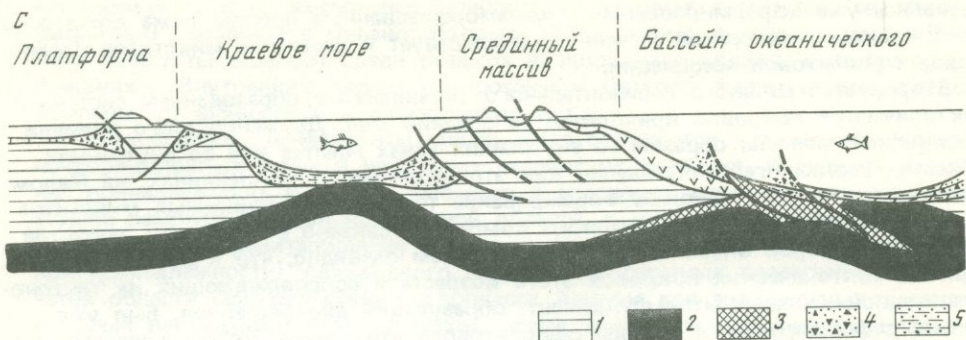 С
Платформа
Краевое море
Срединный
массив
Бассейн океанического
1
2
3
4
5